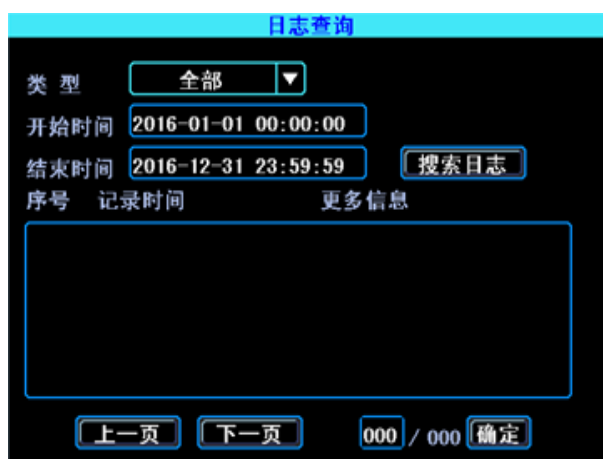 日志查询
类 型 全部
开始时间 2016-01-01 00:00:00
结束时间 2016-12-31 23:59:59 搜索日志
序号 记录时间 更多信息
上一页 下一页 000 / 000 确定